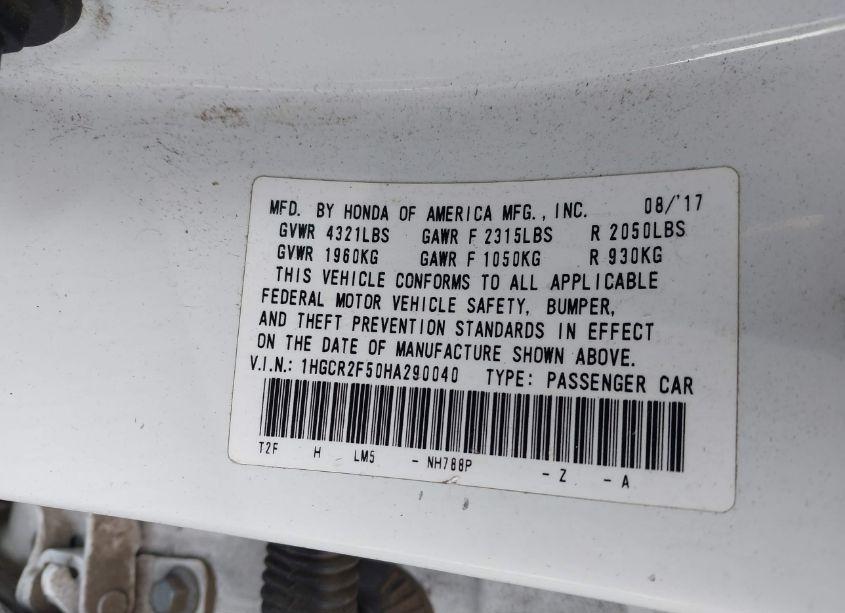 MFD. BY HONDA OF AMERICA MFG., INC. 08/'17
GVWR 4321LBS GAWR F 2315LBS R 2050LBS
GVWR 1960KG GAWR F 1050KG R 930KG
THIS VEHICLE CONFORMS TO ALL APPLICABLE
FEDERAL MOTOR VEHICLE SAFETY, BUMPER,
AND THEFT PREVENTION STANDARDS IN EFFECT
ON THE DATE OF MANUFACTURE SHOWN ABOVE.
V.I.N.: 1HGCR2F50HA290040 TYPE: PASSENGER CAR
T2F H LM5 - NH788P - Z - A